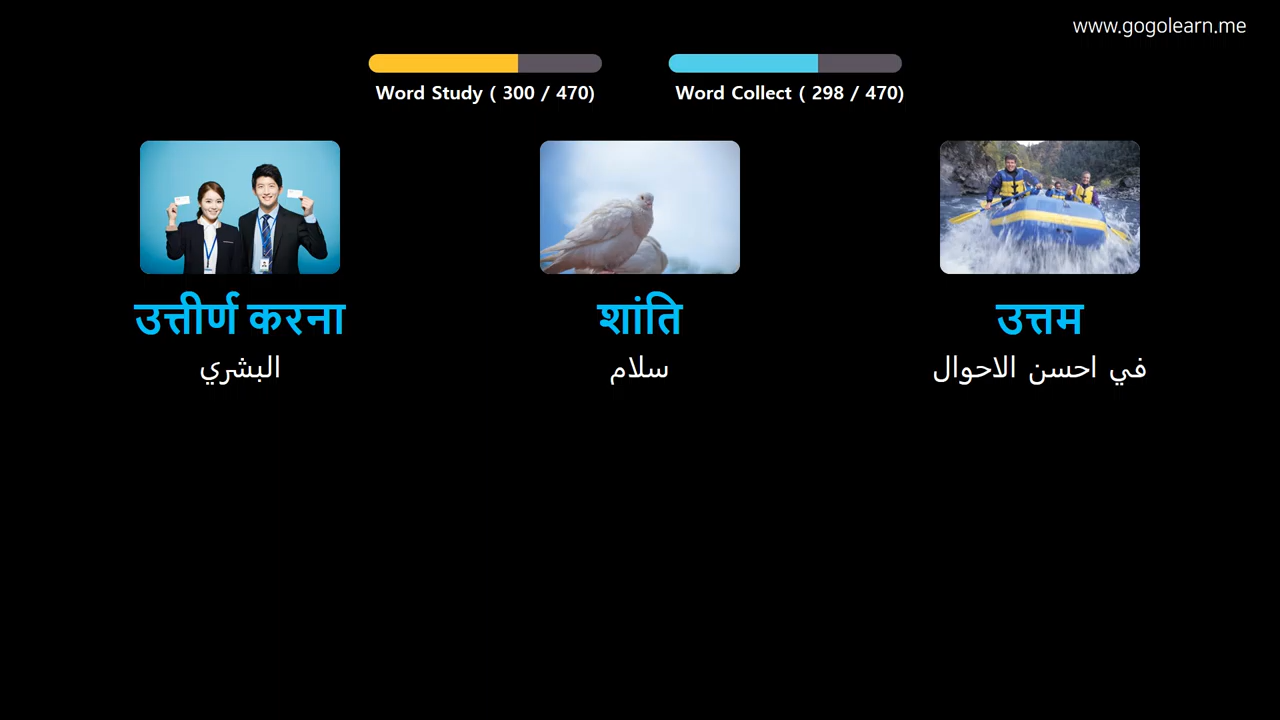 www.gogolearn.me
Word Study ( 300 / 470)
Word Collect ( 298 / 470)
उत्तीर्ण करना
शांति
उत्तम
البشري
سلام
في احسن الاحوال